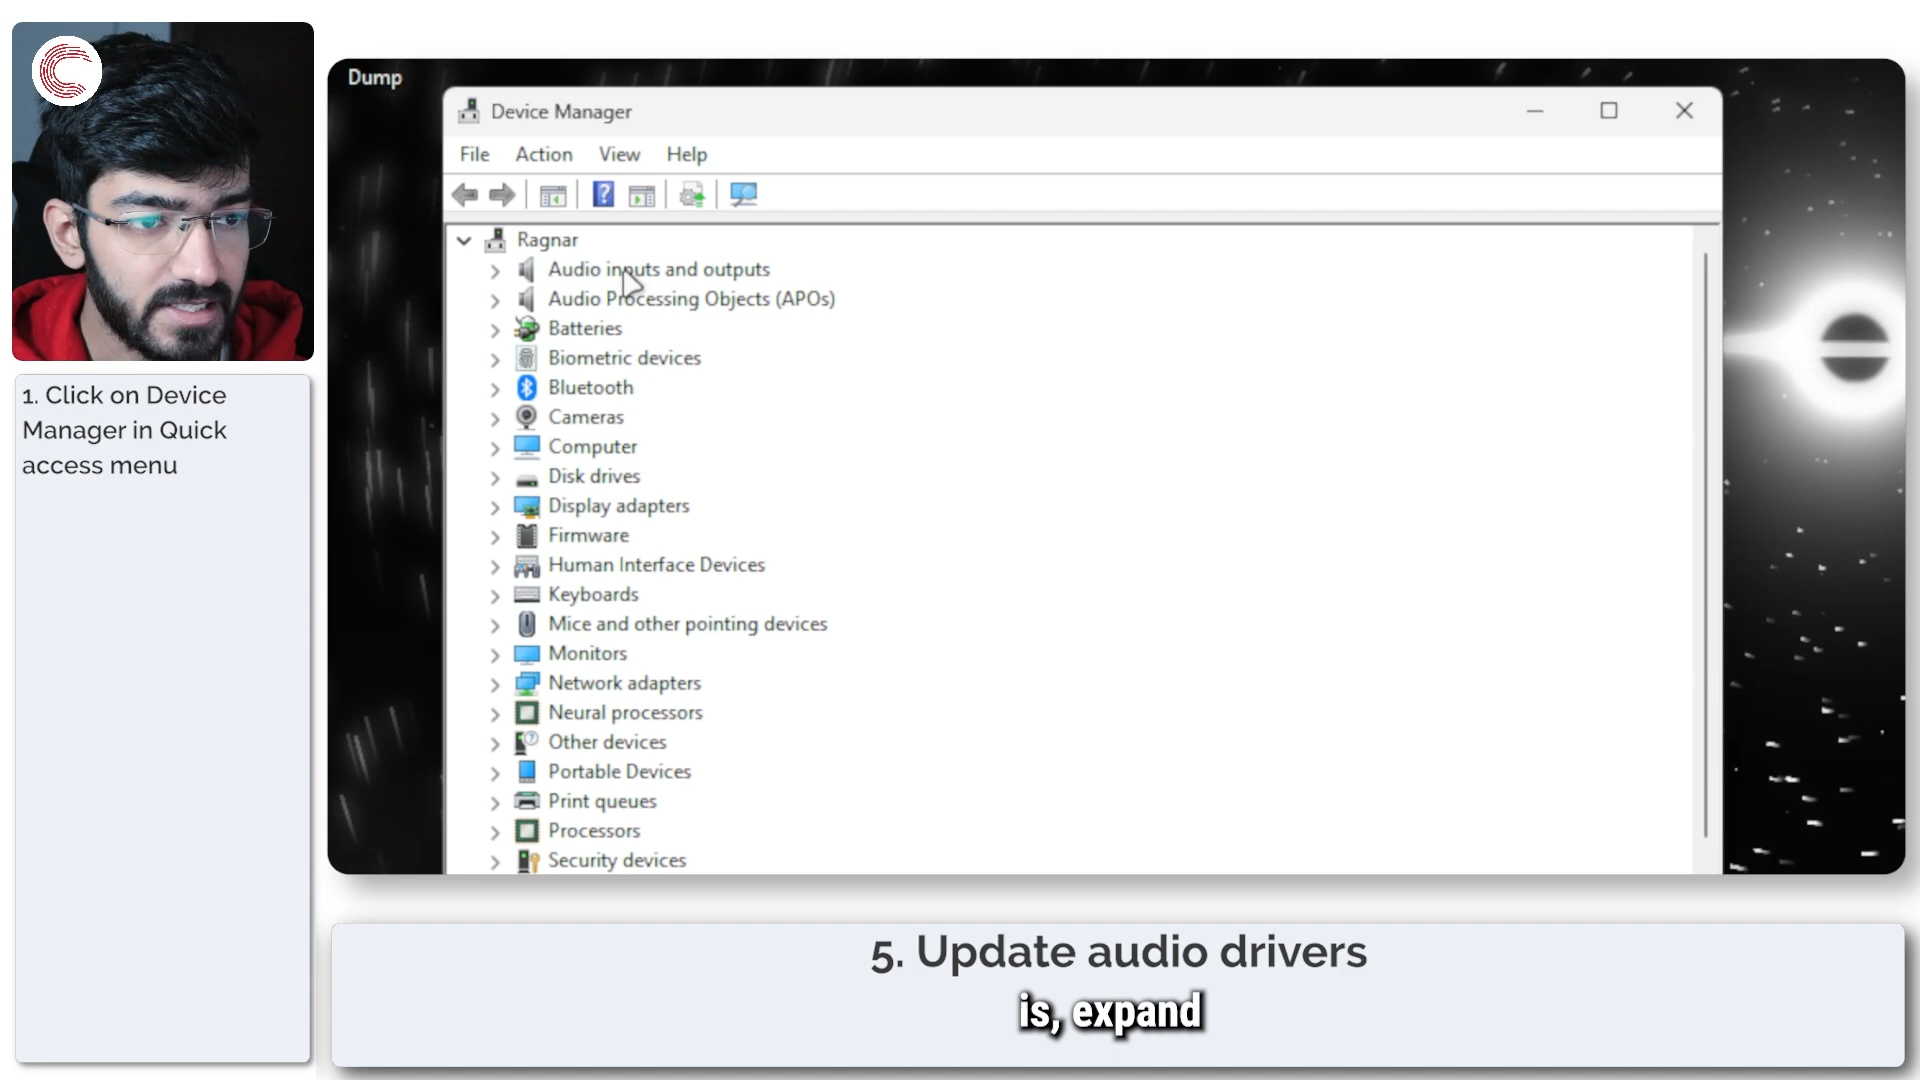 Dump
Device Manager
File Action View Help
Ragnar
Audio inputs and outputs
Audio Processing Objects (APOs)
Batteries
Biometric devices
Bluetooth
Cameras
Computer
Disk drives
Display adapters
Firmware
Human Interface Devices
Keyboards
Mice and other pointing devices
Monitors
Network adapters
Neural processors
Other devices
Portable Devices
Print queues
Processors
Security devices
1. Click on Device
Manager in Quick
access menu
5. Update audio drivers
is, expand